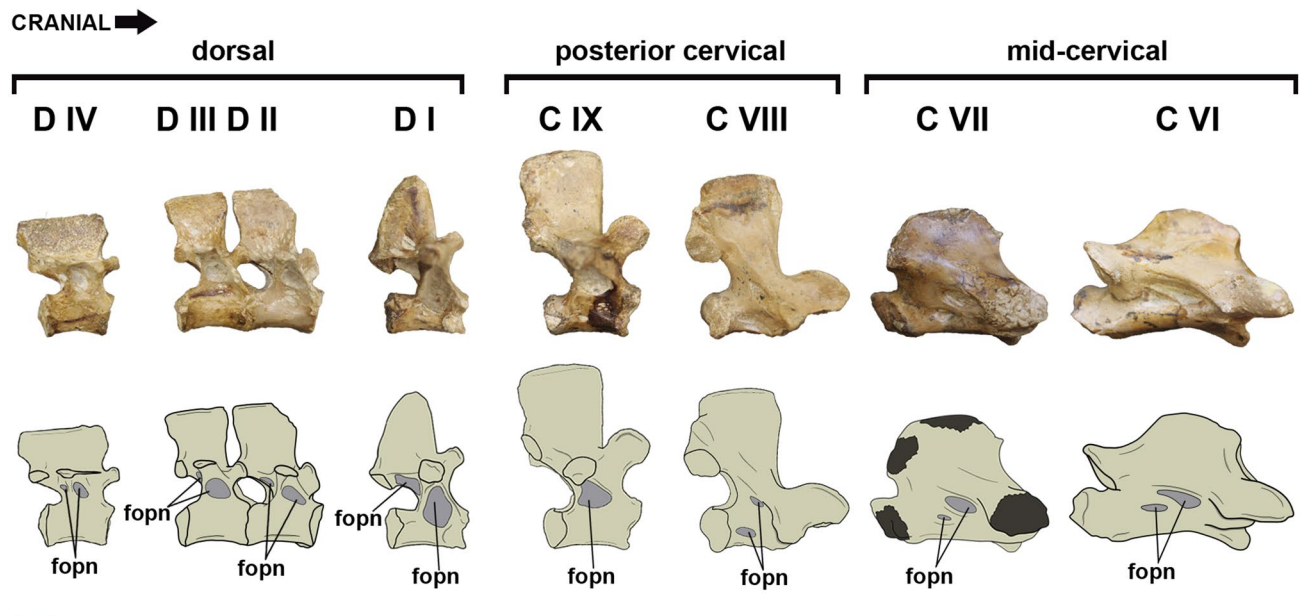 CRANIAL
dorsal posterior cervical mid-cervical
D IV D III D II D I C IX C VIII C VII C VI
fopn fopn
fopn fopn fopn fopn fopn fopn fopn